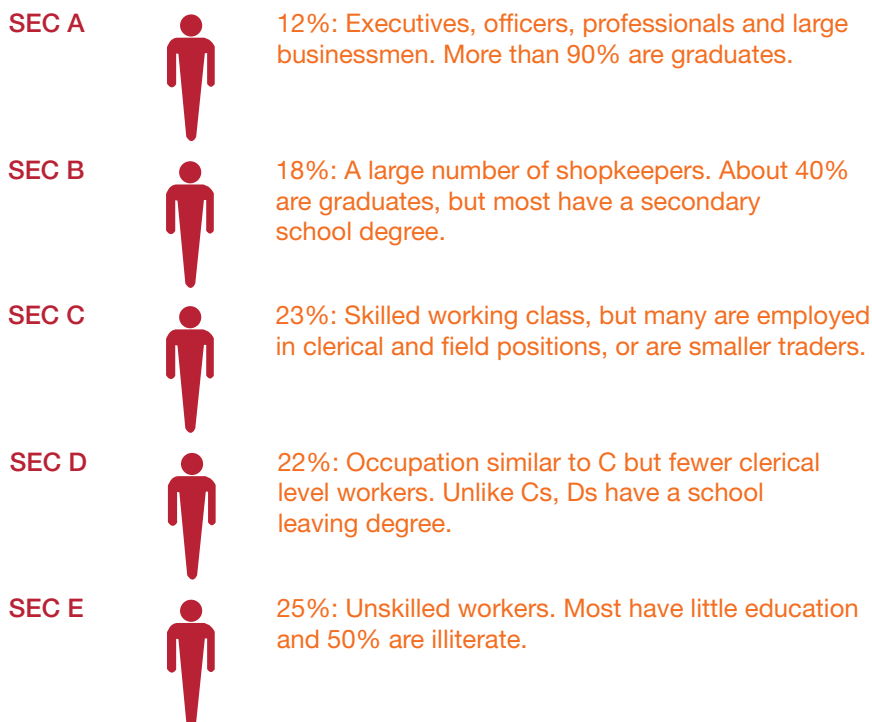 SEC A
12%: Executives, officers, professionals and large
businessmen. More than 90% are graduates.
SEC B
18%: A large number of shopkeepers. About 40%
are graduates, but most have a secondary
school degree.
SEC C
23%: Skilled working class, but many are employed
in clerical and field positions, or are smaller traders.
SEC D
22%: Occupation similar to C but fewer clerical
level workers. Unlike Cs, Ds have a school
leaving degree.
SEC E
25%: Unskilled workers. Most have little education
and 50% are illiterate.